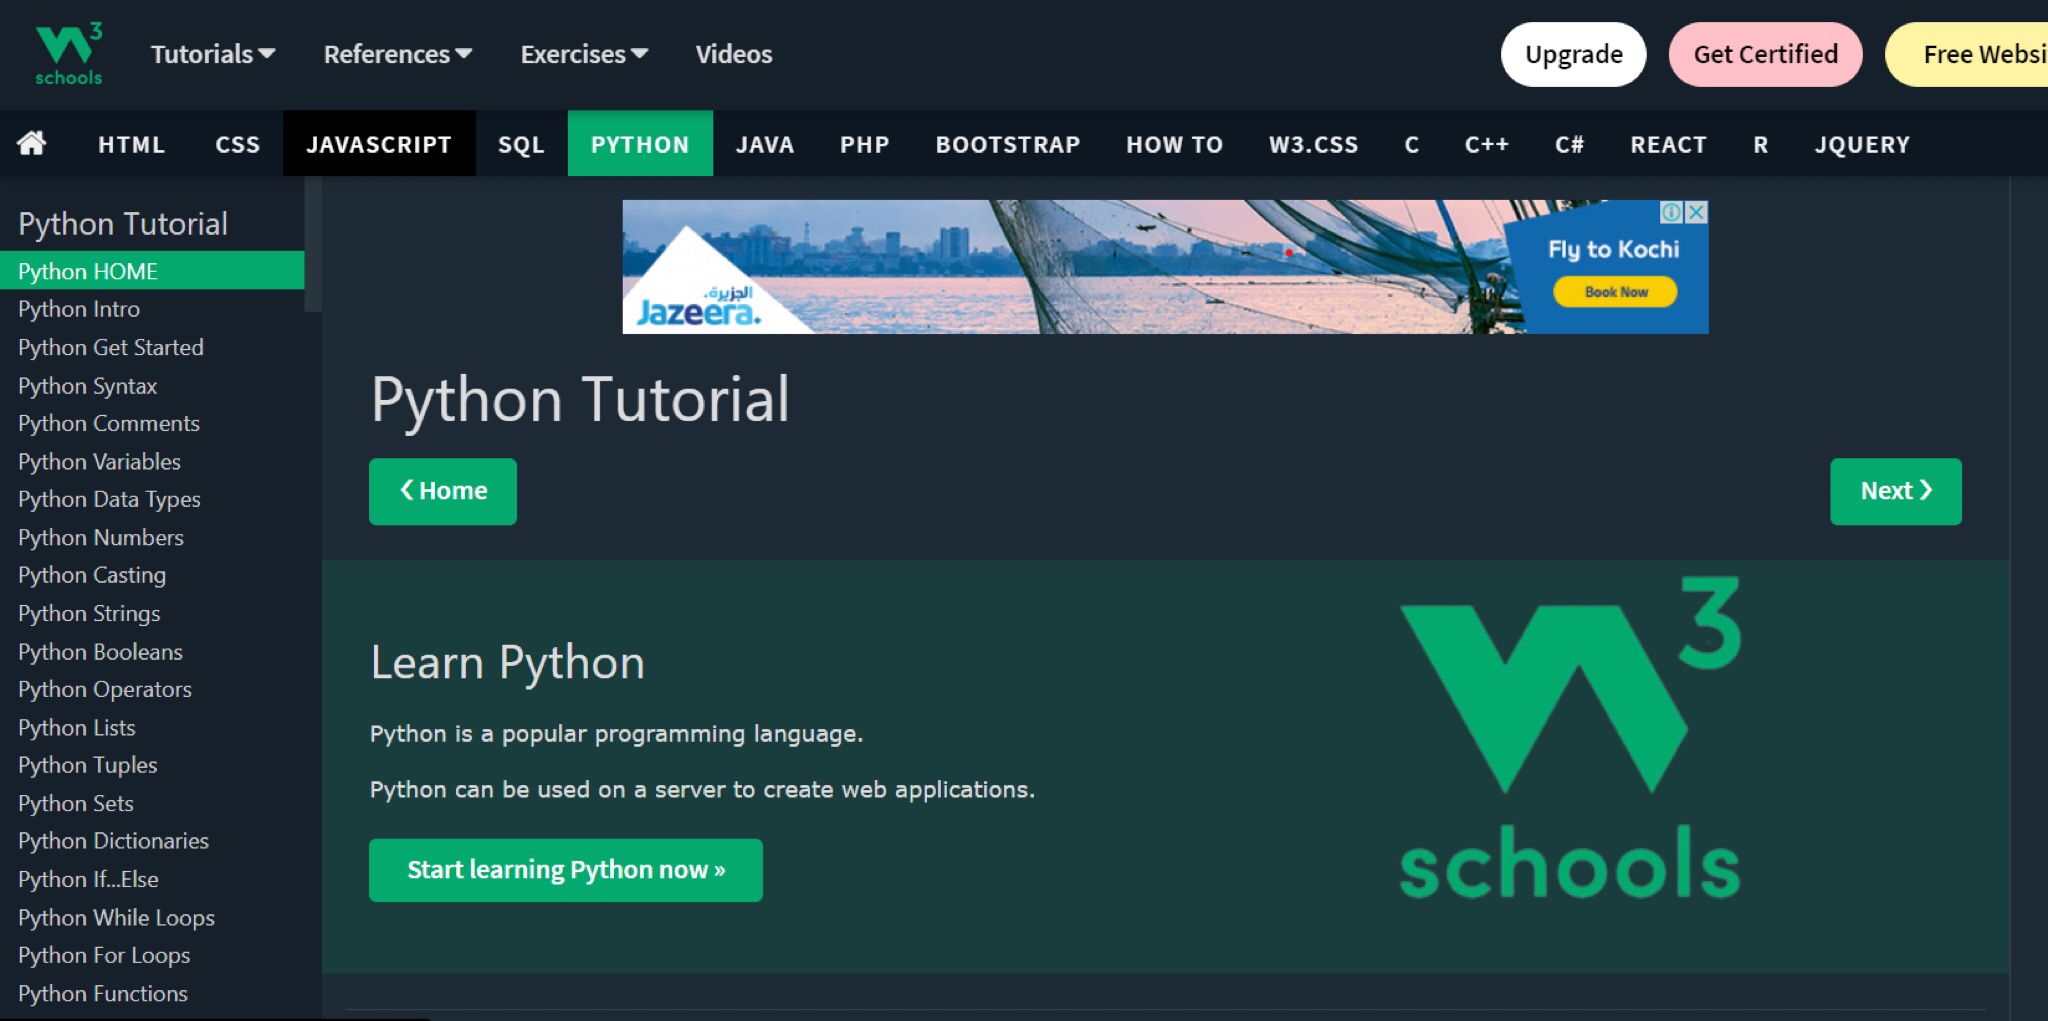 W3
schools
Tutorials
References
Exercises
Videos
Upgrade
Get Certified
Free Websi
HTML
CSS
JAVASCRIPT
SQL
PYTHON
JAVA
PHP
BOOTSTRAP
HOW TO
W3.CSS
C
C++
C#
REACT
R
JQUERY
Python Tutorial
Python HOME
Python Intro
Python Get Started
Python Syntax
Python Comments
Python Variables
Python Data Types
Python Numbers
Python Casting
Python Strings
Python Booleans
Python Operators
Python Lists
Python Tuples
Python Sets
Python Dictionaries
Python If...Else
Python While Loops
Python For Loops
Python Functions
الجزيرة.
Jazeera.
Fly to Kochi
Book Now
Python Tutorial
❮ Home
Next ❯
Learn Python
Python is a popular programming language.
Python can be used on a server to create web applications.
Start learning Python now »
W3
schools